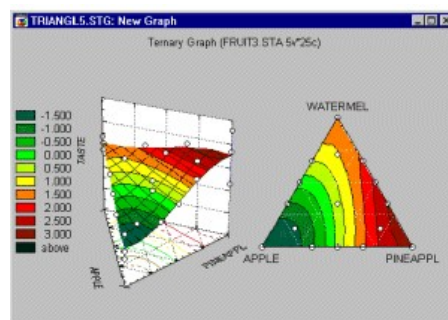 TRIANGL5.STG: New Graph
Ternary Graph (FRUIT3.STA 5v*25c)
-1.500
-1.000
-0.500
0.000
0.500
1.000
1.500
2.000
2.500
3.000
above
TASTE
APPLE
PINEAPPL
WATERMEL
APPLE
PINEAPPL